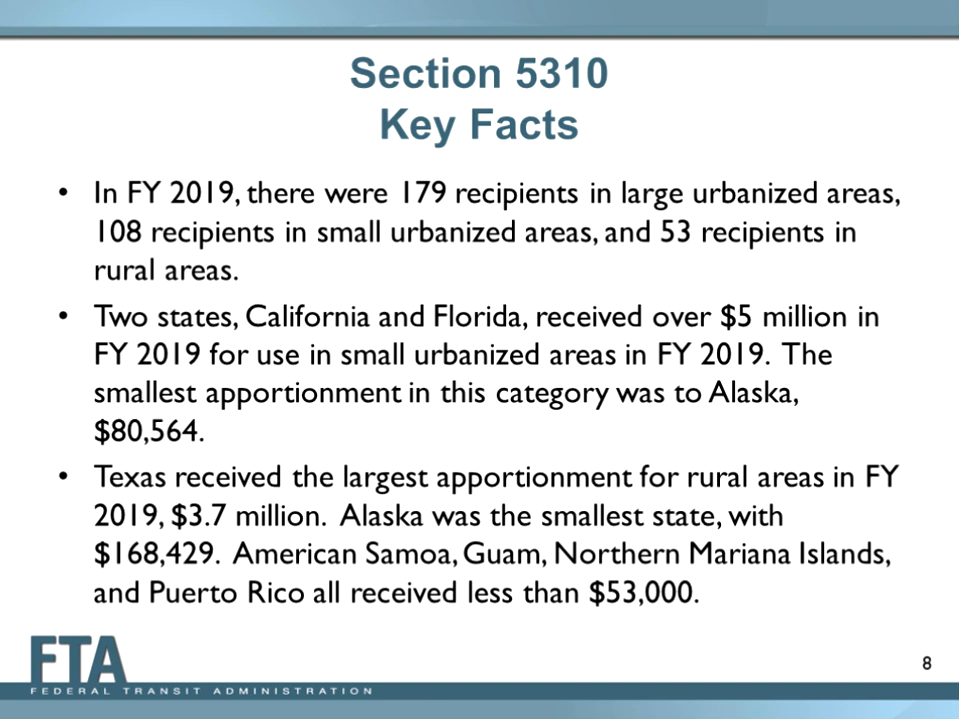 Section 5310
Key Facts
• In FY 2019, there were 179 recipients in large urbanized areas,
108 recipients in small urbanized areas, and 53 recipients in
rural areas.
• Two states, California and Florida, received over $5 million in
FY 2019 for use in small urbanized areas in FY 2019.  The
smallest apportionment in this category was to Alaska,
$80,564.
• Texas received the largest apportionment for rural areas in FY
2019, $3.7 million.  Alaska was the smallest state, with
$168,429.  American Samoa, Guam, Northern Mariana Islands,
and Puerto Rico all received less than $53,000.
FTA
FEDERAL TRANSIT ADMINISTRATION
8